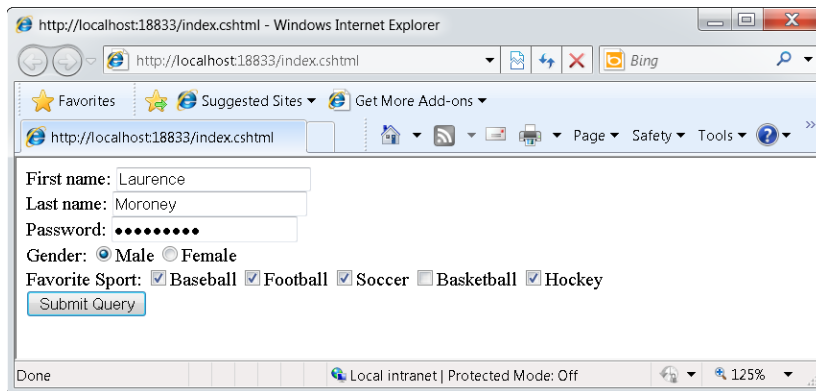 http://localhost:18833/index.cshtml - Windows Internet Explorer
http://localhost:18833/index.cshtml Bing
Favorites Suggested Sites Get More Add-ons
http://localhost:18833/index.cshtml Page Safety Tools
First name: Laurence
Last name: Moroney
Password: •••••••••
Gender: Male Female
Favorite Sport: Baseball Football Soccer Basketball Hockey
Submit Query
Done Local intranet | Protected Mode: Off 125%